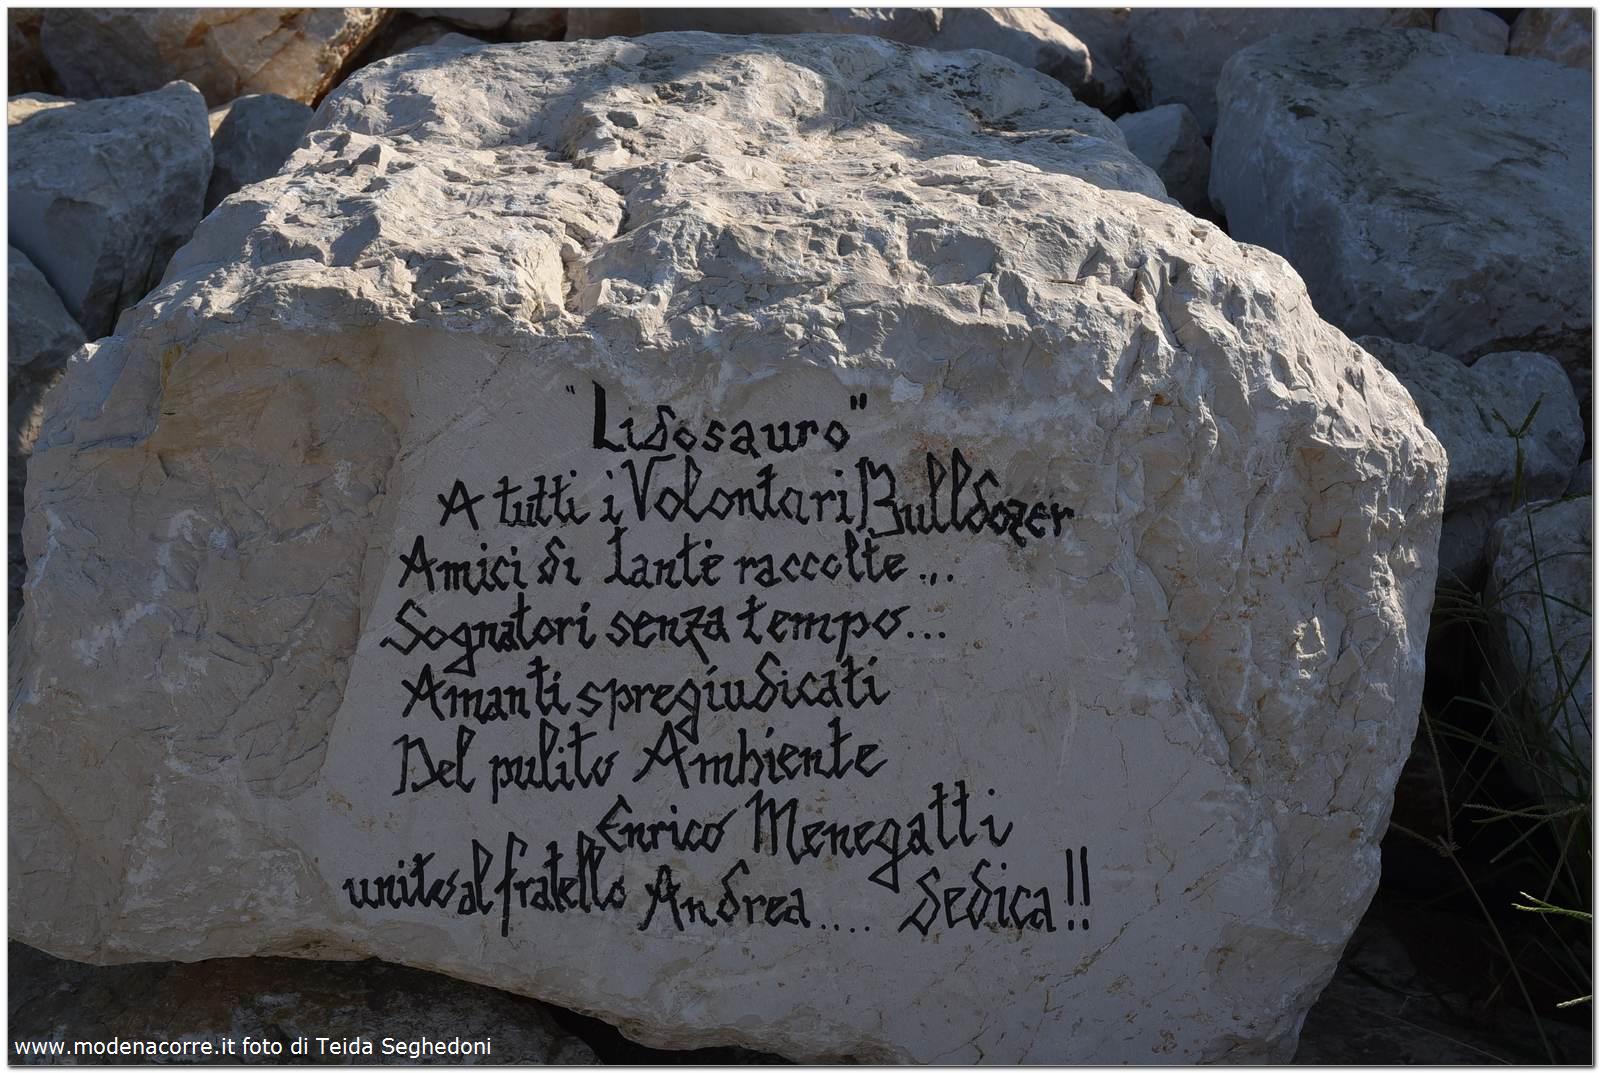 "Lidosauro"
A tutti i Volontari Bulldozer
Amici di tante raccolte...
Sognatori senza tempo...
Amanti spregiudicati
Del pulito Ambiente
Enrico Menegatti
unito al fratello Andrea.... dedica!!
www.modenacorre.it foto di Teida Seghedoni